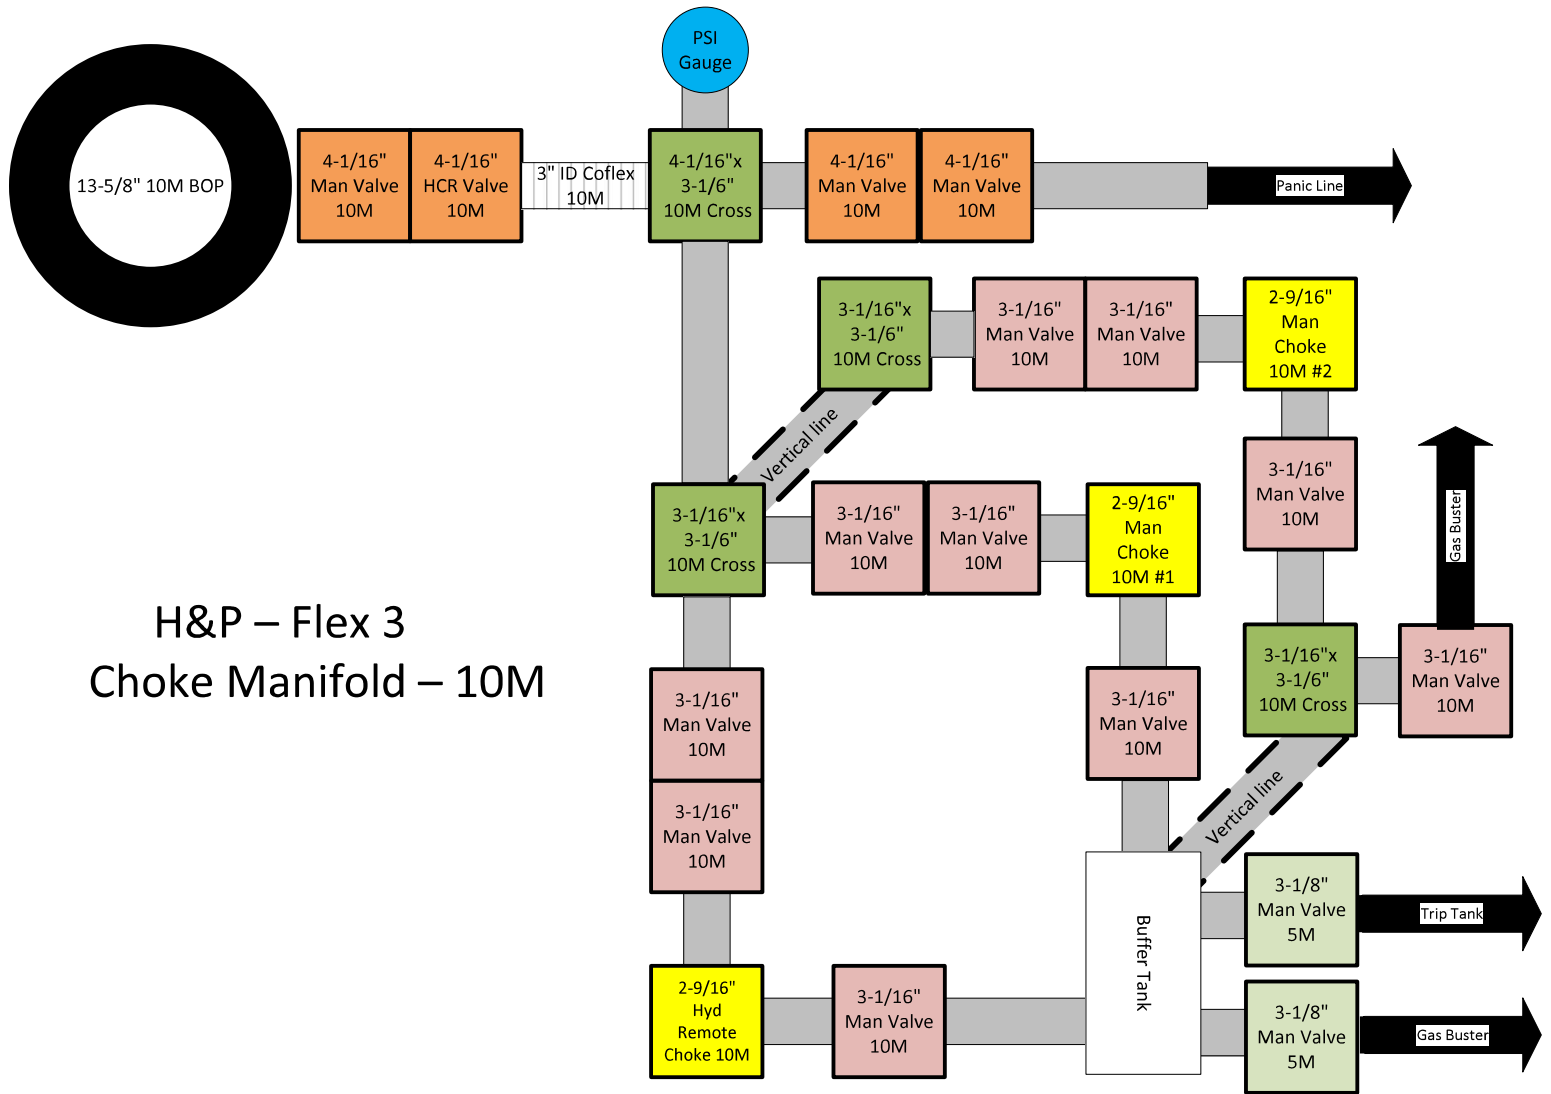 PSI
Gauge
13-5/8" 10M BOP
4-1/16"
Man Valve
10M
4-1/16"
HCR Valve
10M
3" ID Coflex
10M
4-1/16"x
3-1/6"
10M Cross
4-1/16"
Man Valve
10M
4-1/16"
Man Valve
10M
Panic Line
3-1/16"x
3-1/6"
10M Cross
3-1/16"
Man Valve
10M
3-1/16"
Man Valve
10M
2-9/16"
Man
Choke
10M #2
Vertical line
3-1/16"
Man Valve
10M
Gas Buster
3-1/16"x
3-1/6"
10M Cross
3-1/16"
Man Valve
10M
3-1/16"
Man Valve
10M
2-9/16"
Man
Choke
10M #1
H&P – Flex 3
Choke Manifold – 10M
3-1/16"
Man Valve
10M
3-1/16"
Man Valve
10M
3-1/16"x
3-1/6"
10M Cross
3-1/16"
Man Valve
10M
3-1/16"
Man Valve
10M
Vertical line
Buffer Tank
3-1/8"
Man Valve
5M
Trip Tank
2-9/16"
Hyd
Remote
Choke 10M
3-1/16"
Man Valve
10M
3-1/8"
Man Valve
5M
Gas Buster